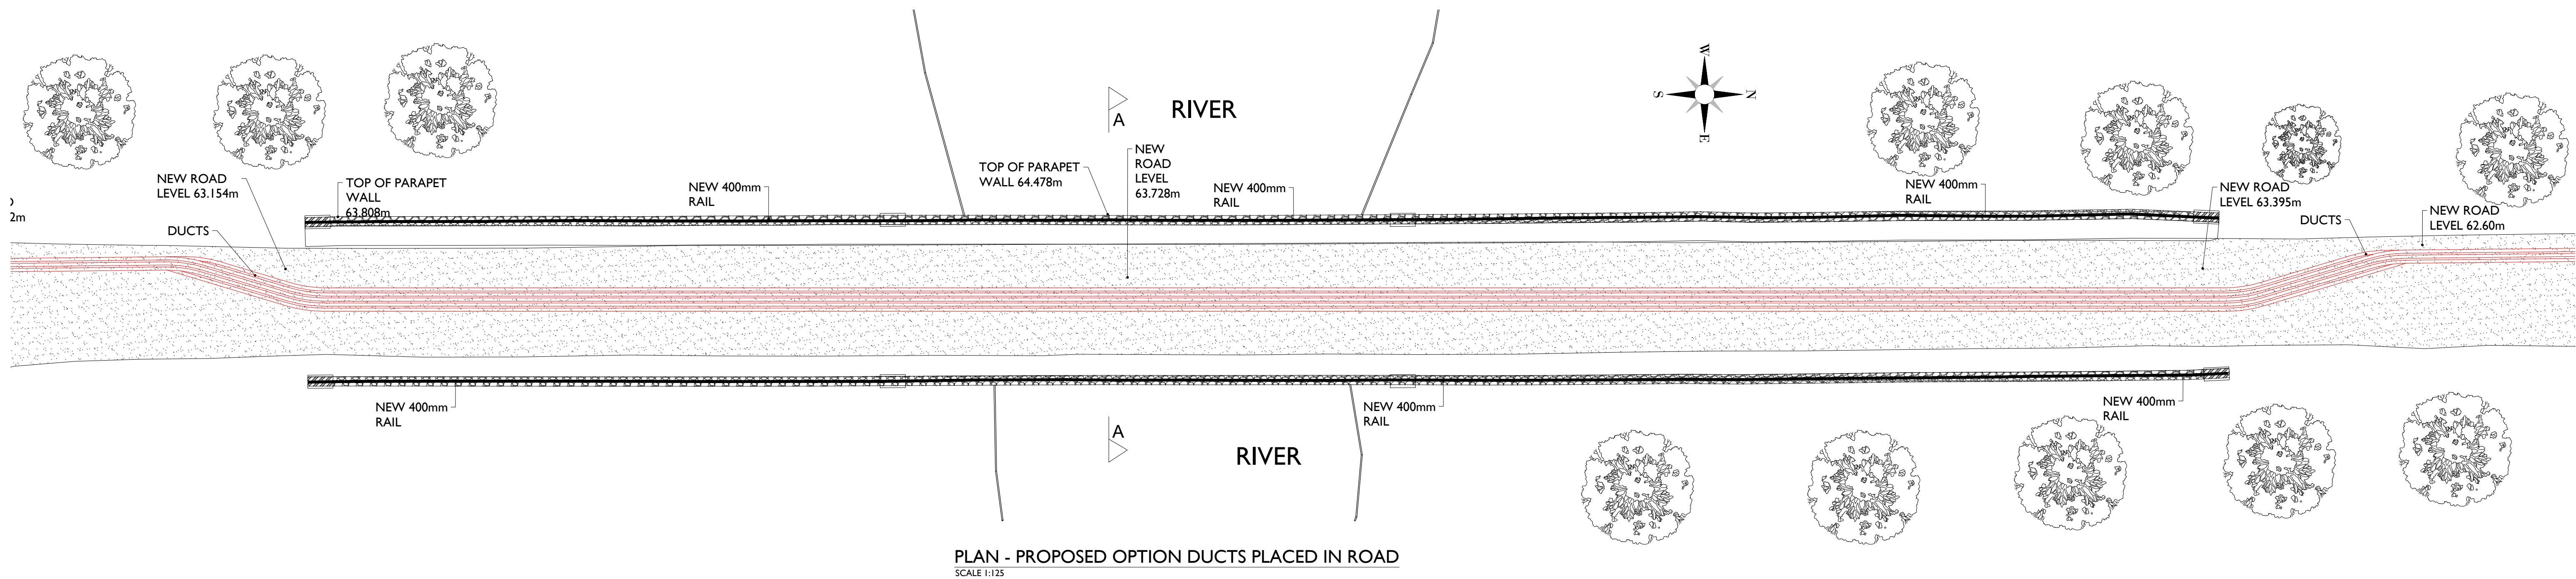 W
S
N
E
A
RIVER
NEW
ROAD
LEVEL
63.728m
TOP OF PARAPET
WALL 64.478m
NEW ROAD
LEVEL 63.154m
TOP OF PARAPET
WALL
63.808m
NEW 400mm
RAIL
NEW 400mm
RAIL
NEW 400mm
RAIL
NEW ROAD
LEVEL 63.395m
NEW ROAD
LEVEL 62.60m
2m
DUCTS
DUCTS
NEW 400mm
RAIL
NEW 400mm
RAIL
NEW 400mm
RAIL
A
RIVER
PLAN - PROPOSED OPTION DUCTS PLACED IN ROAD
SCALE 1:125